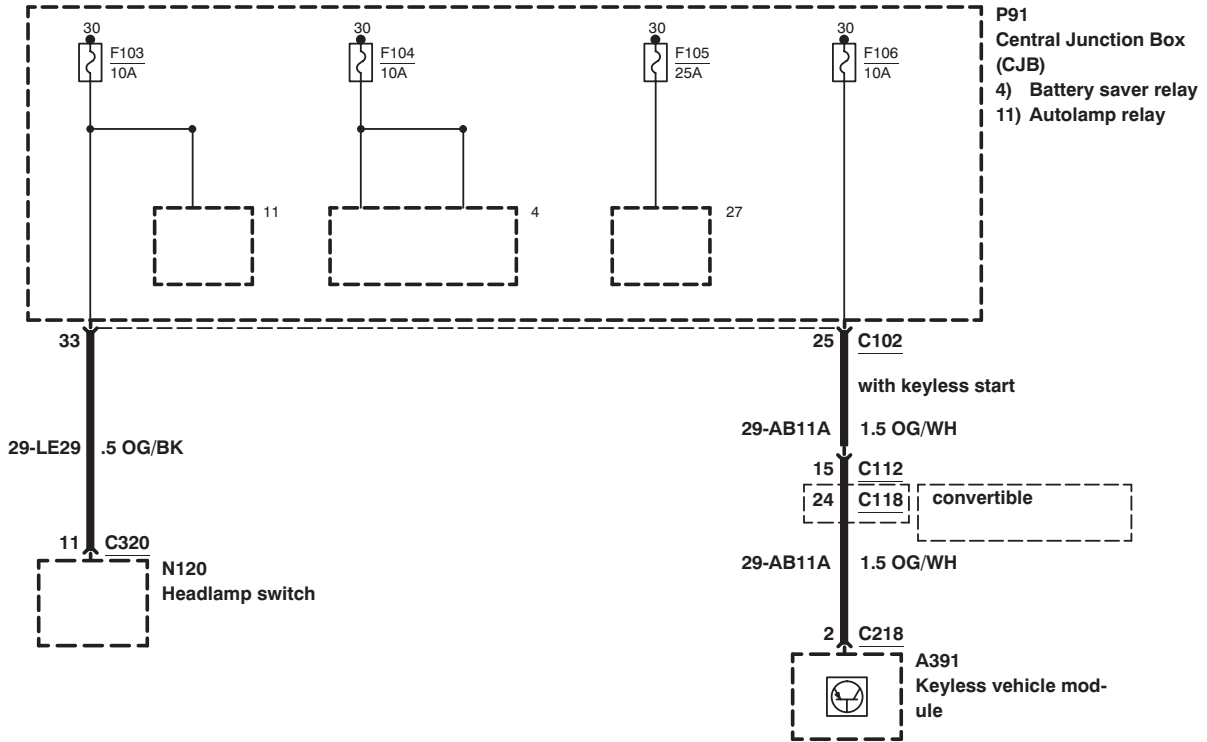 P91
Central Junction Box
(CJB)
4) Battery saver relay
11) Autolamp relay
30
F103
10A
30
F104
10A
30
F105
25A
30
F106
10A
11
4
27
33
25 C102
with keyless start
29-AB11A 1.5 OG/WH
29-LE29 .5 OG/BK
15 C112
24 C118 convertible
11 C320
29-AB11A 1.5 OG/WH
N120
Headlamp switch
2 C218
A391
Keyless vehicle mod-
ule